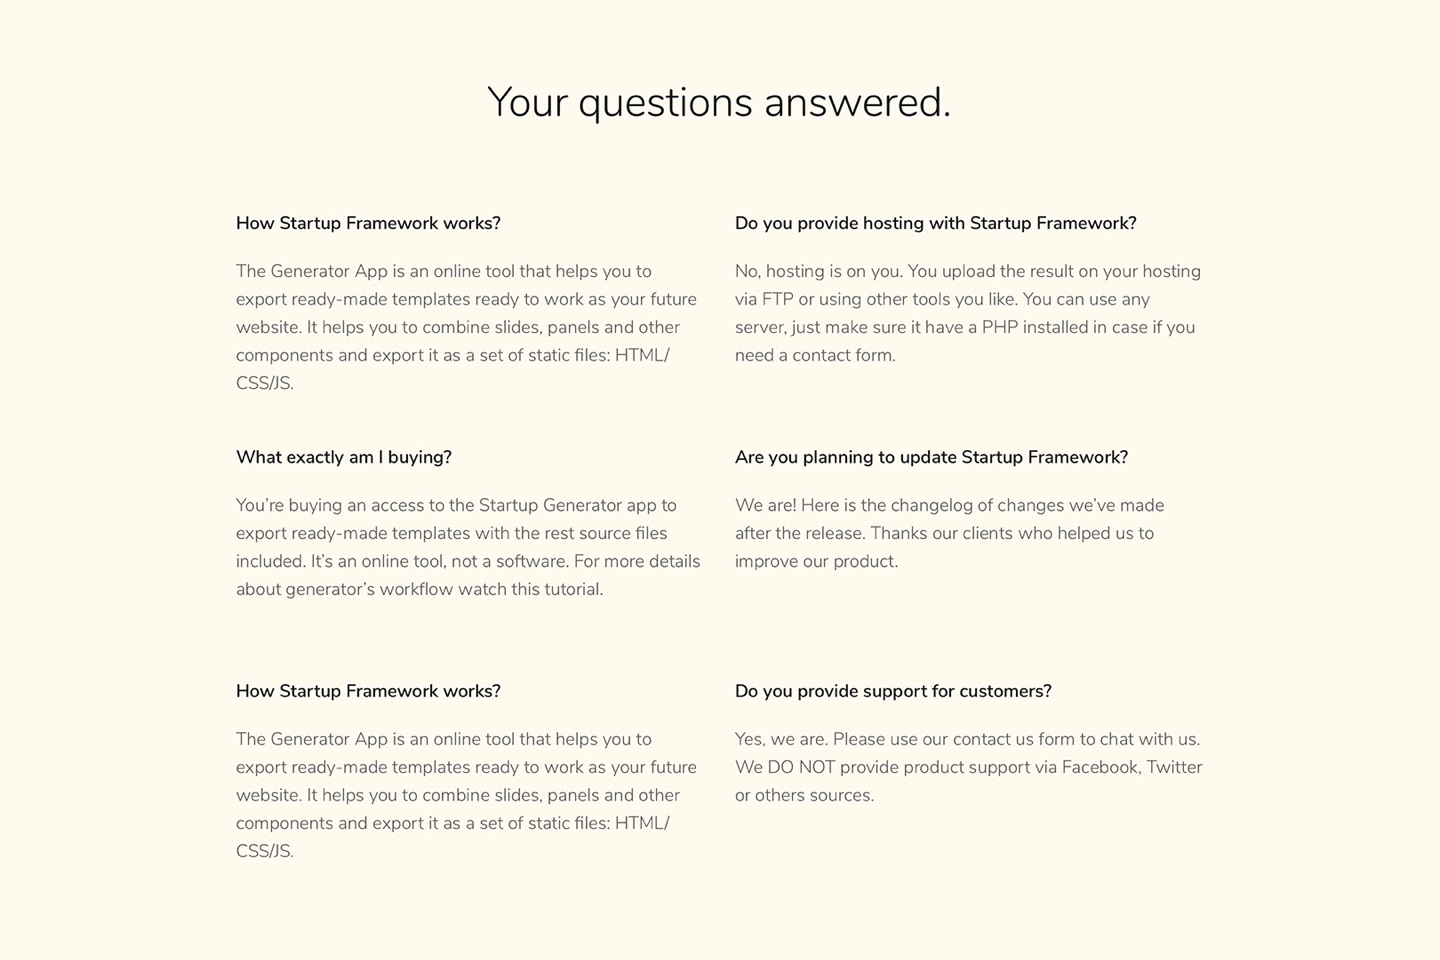 Your questions answered.
How Startup Framework works?
The Generator App is an online tool that helps you to
export ready-made templates ready to work as your future
website. It helps you to combine slides, panels and other
components and export it as a set of static files: HTML/
CSS/JS.
Do you provide hosting with Startup Framework?
No, hosting is on you. You upload the result on your hosting
via FTP or using other tools you like. You can use any
server, just make sure it have a PHP installed in case if you
need a contact form.
What exactly am I buying?
You’re buying an access to the Startup Generator app to
export ready-made templates with the rest source files
included. It’s an online tool, not a software. For more details
about generator’s workflow watch this tutorial.
Are you planning to update Startup Framework?
We are! Here is the changelog of changes we’ve made
after the release. Thanks our clients who helped us to
improve our product.
How Startup Framework works?
The Generator App is an online tool that helps you to
export ready-made templates ready to work as your future
website. It helps you to combine slides, panels and other
components and export it as a set of static files: HTML/
CSS/JS.
Do you provide support for customers?
Yes, we are. Please use our contact us form to chat with us.
We DO NOT provide product support via Facebook, Twitter
or others sources.